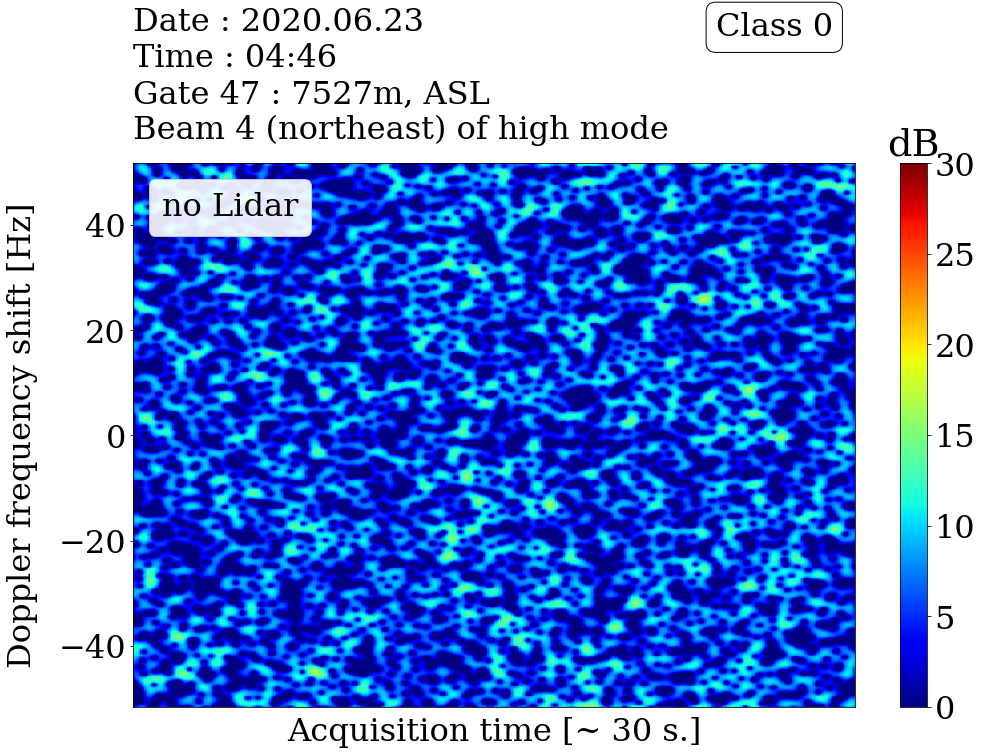 Date : 2020.06.23
Time : 04:46
Gate 47 : 7527m, ASL
Beam 4 (northeast) of high mode
Class 0
dB
no Lidar
Doppler frequency shift [Hz]
40
20
0
−20
−40
Acquisition time [~ 30 s.]
30
25
20
15
10
5
0